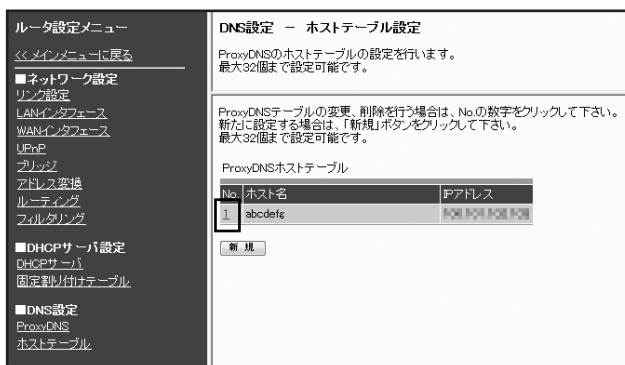 ルータ設定メニュー
<< メインメニューに戻る
■ネットワーク設定
リンク設定
LANインタフェース
WANインタフェース
UPnP
ブリッジ
アドレス変換
ルーティング
フィルタリング
■DHCPサーバ設定
DHCPサーバ
固定割り付けテーブル
■DNS設定
ProxyDNS
ホストテーブル
DNS設定 － ホストテーブル設定
ProxyDNSのホストテーブルの設定を行います。
最大32個まで設定可能です。
ProxyDNSテーブルの変更、削除を行う場合は、No.の数字をクリックして下さい。
新たに設定する場合は、「新規」ボタンをクリックして下さい。
最大32個まで設定可能です。
ProxyDNSホストテーブル
No. ホスト名 IPアドレス
1 abcdefg
新 規